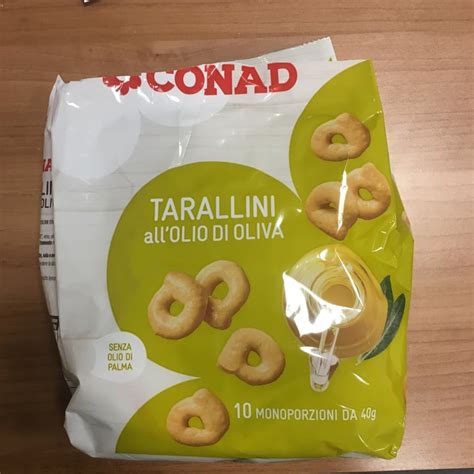 CONAD
TARALLINI
all'OLIO DI OLIVA
SENZA
OLIO DI
PALMA
10 MONOPORZIONI DA 40g